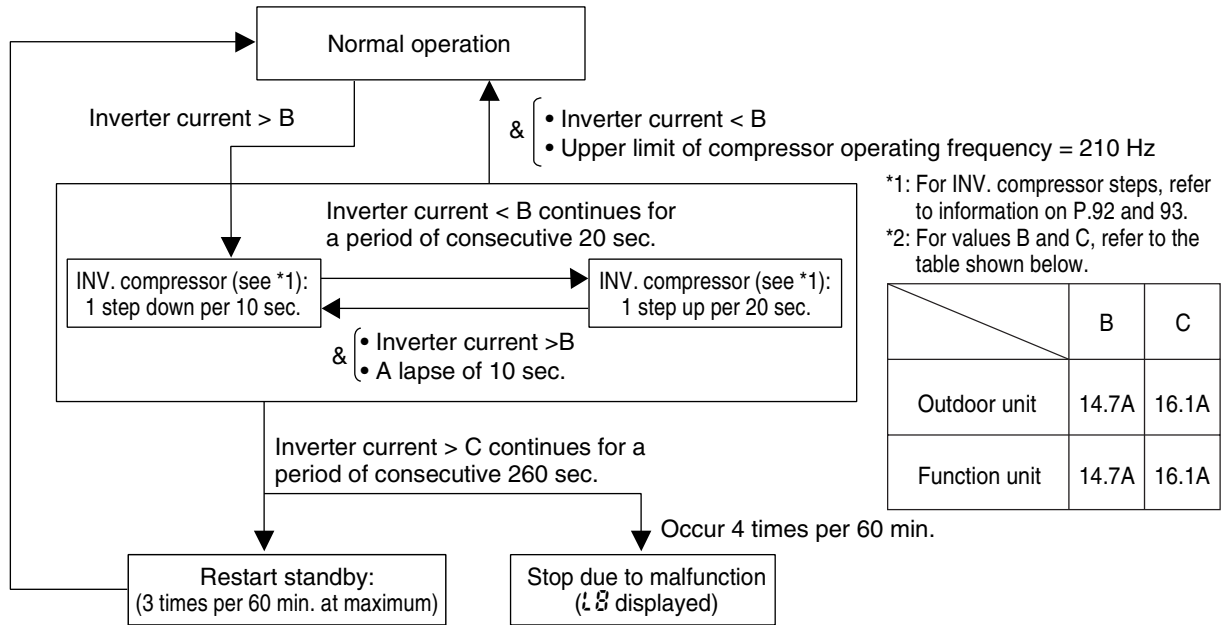 Normal operation
Inverter current > B
&
• Inverter current < B
• Upper limit of compressor operating frequency = 210 Hz
*1: For INV. compressor steps, refer
to information on P.92 and 93.
*2: For values B and C, refer to the
table shown below.
Inverter current < B continues for
a period of consecutive 20 sec.
INV. compressor (see *1):
1 step down per 10 sec.
INV. compressor (see *1):
1 step up per 20 sec.
&
• Inverter current >B
• A lapse of 10 sec.
B C
Outdoor unit 14.7A 16.1A
Function unit 14.7A 16.1A
Inverter current > C continues for a
period of consecutive 260 sec.
Occur 4 times per 60 min.
Restart standby:
(3 times per 60 min. at maximum)
Stop due to malfunction
(L8 displayed)